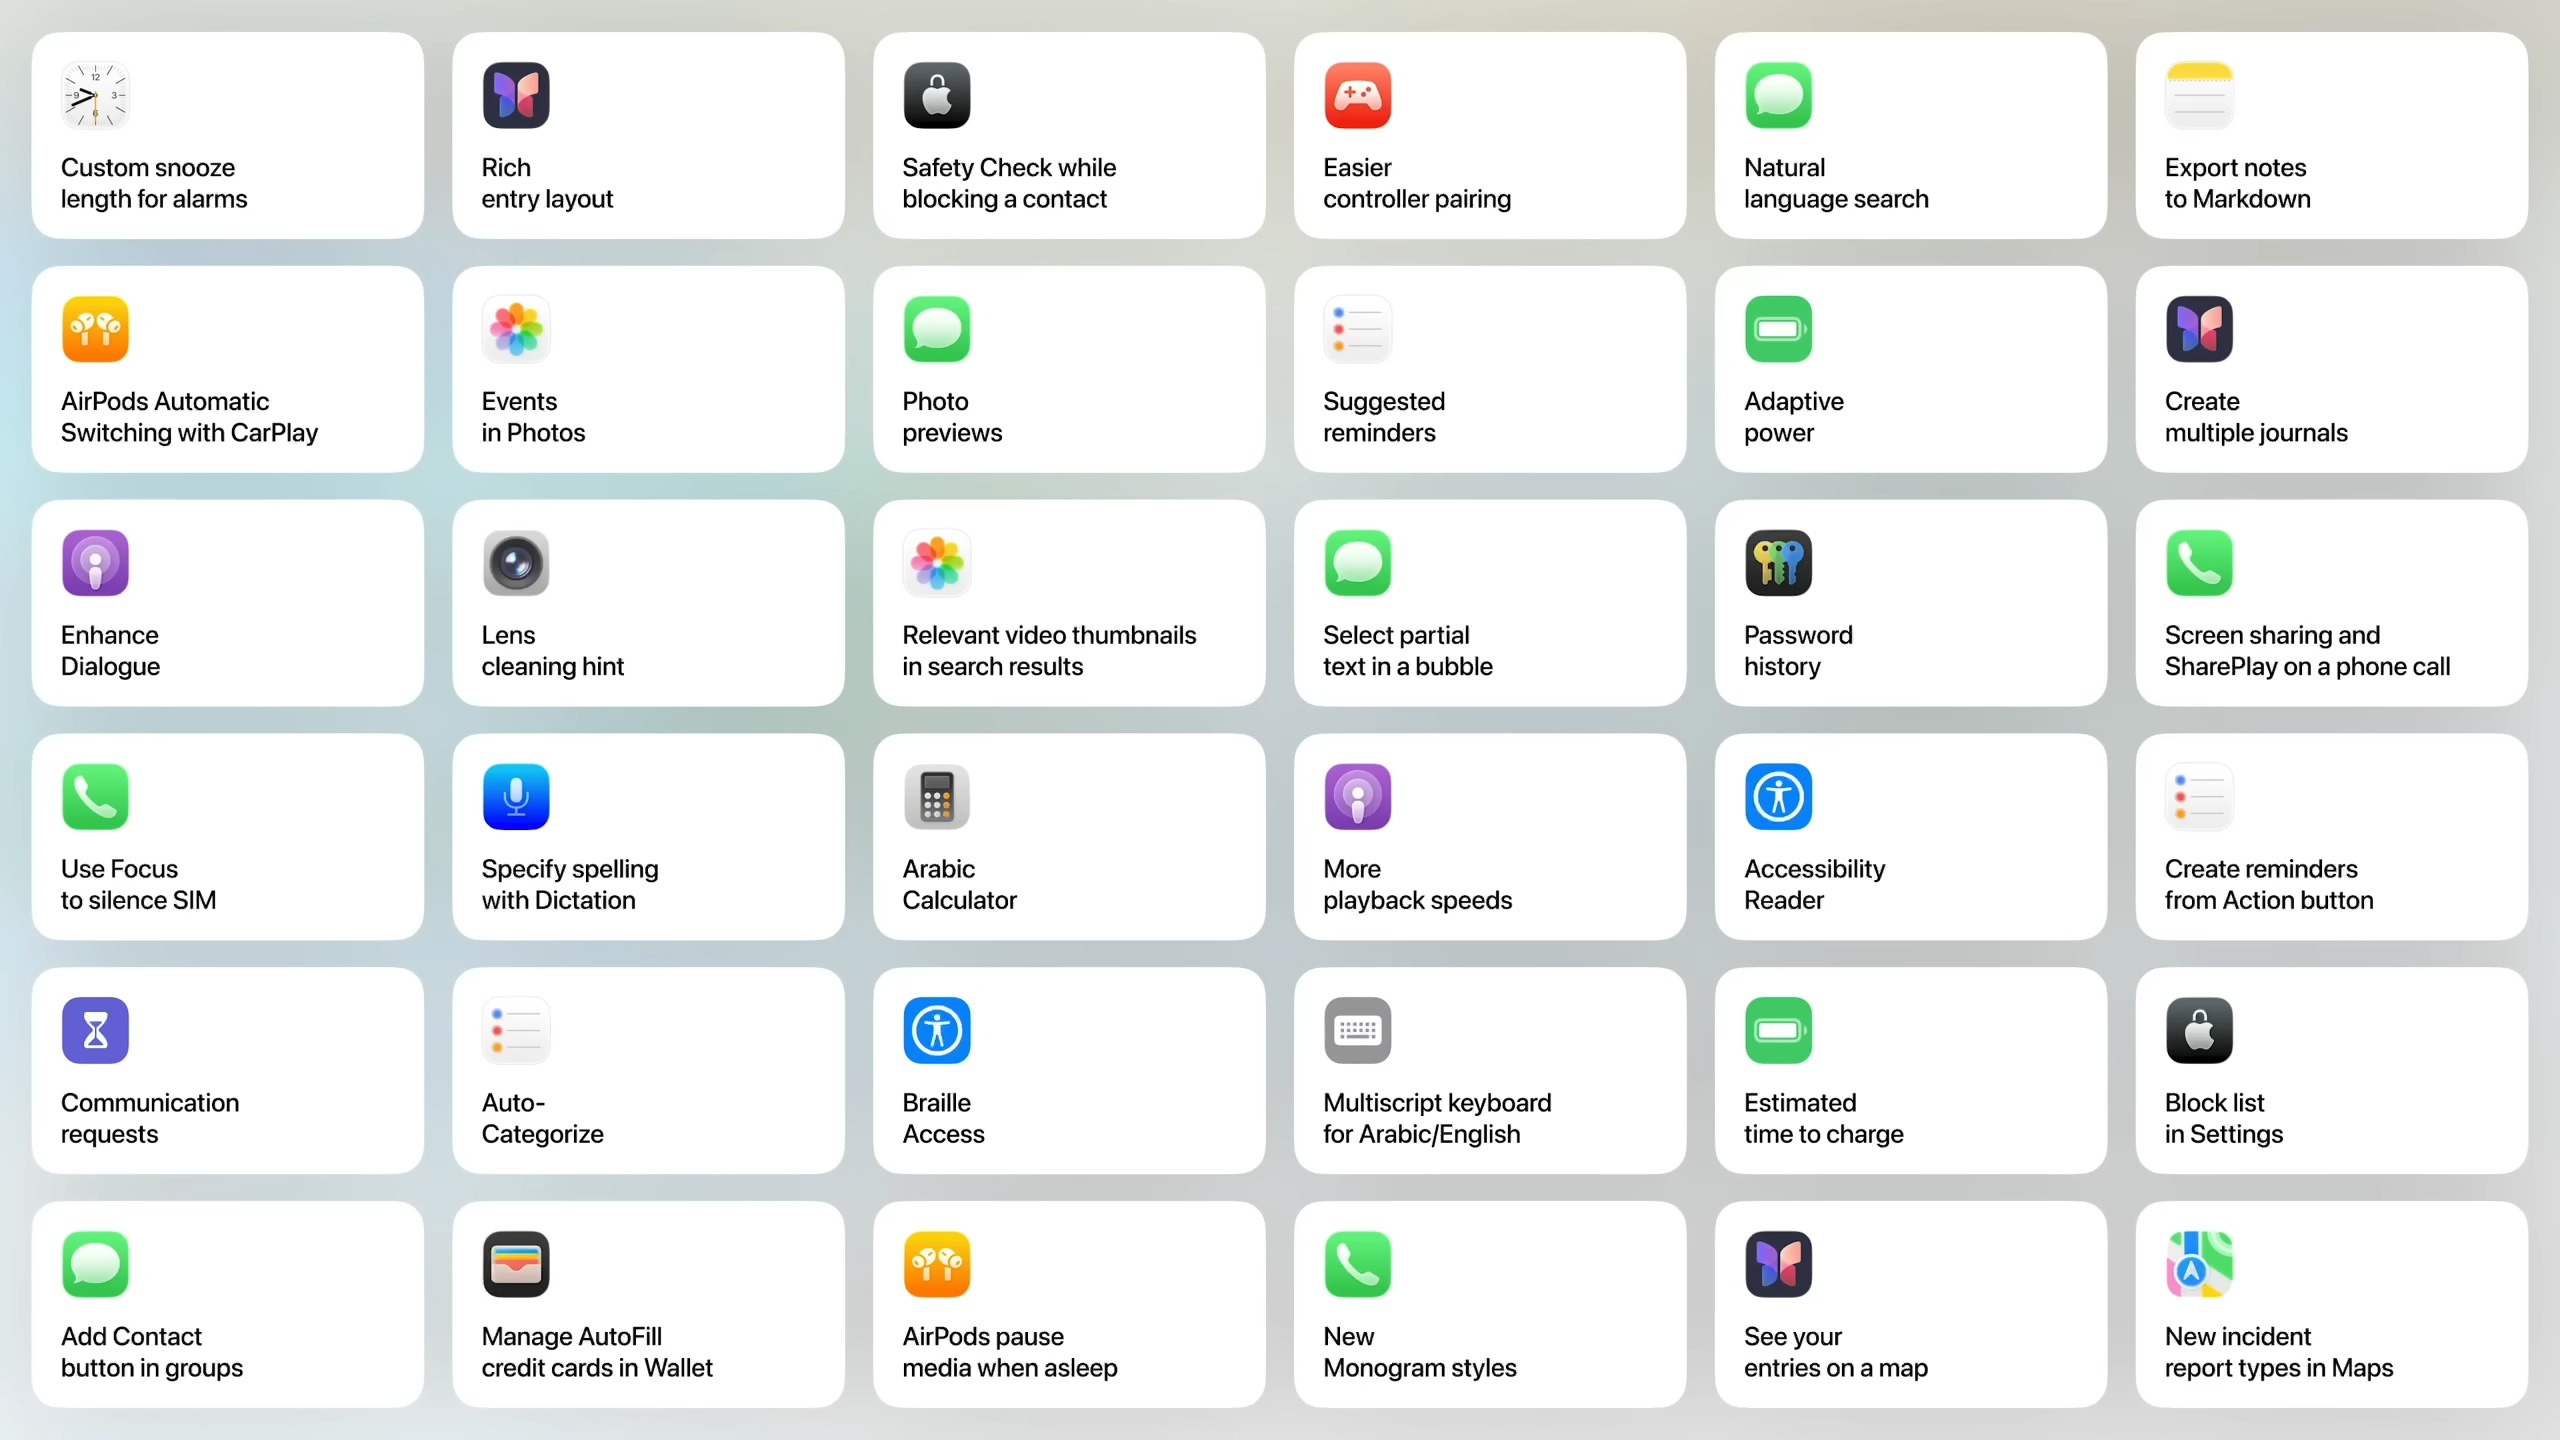 12
9
3
6
Custom snooze
length for alarms
Rich
entry layout
Safety Check while
blocking a contact
Easier
controller pairing
Natural
language search
Export notes
to Markdown
AirPods Automatic
Switching with CarPlay
Events
in Photos
Photo
previews
Suggested
reminders
Adaptive
power
Create
multiple journals
Enhance
Dialogue
Lens
cleaning hint
Relevant video thumbnails
in search results
Select partial
text in a bubble
Password
history
Screen sharing and
SharePlay on a phone call
Use Focus
to silence SIM
Specify spelling
with Dictation
Arabic
Calculator
More
playback speeds
Accessibility
Reader
Create reminders
from Action button
Communication
requests
Auto-
Categorize
Braille
Access
Multiscript keyboard
for Arabic/English
Estimated
time to charge
Block list
in Settings
Add Contact
button in groups
Manage AutoFill
credit cards in Wallet
AirPods pause
media when asleep
New
Monogram styles
See your
entries on a map
New incident
report types in Maps